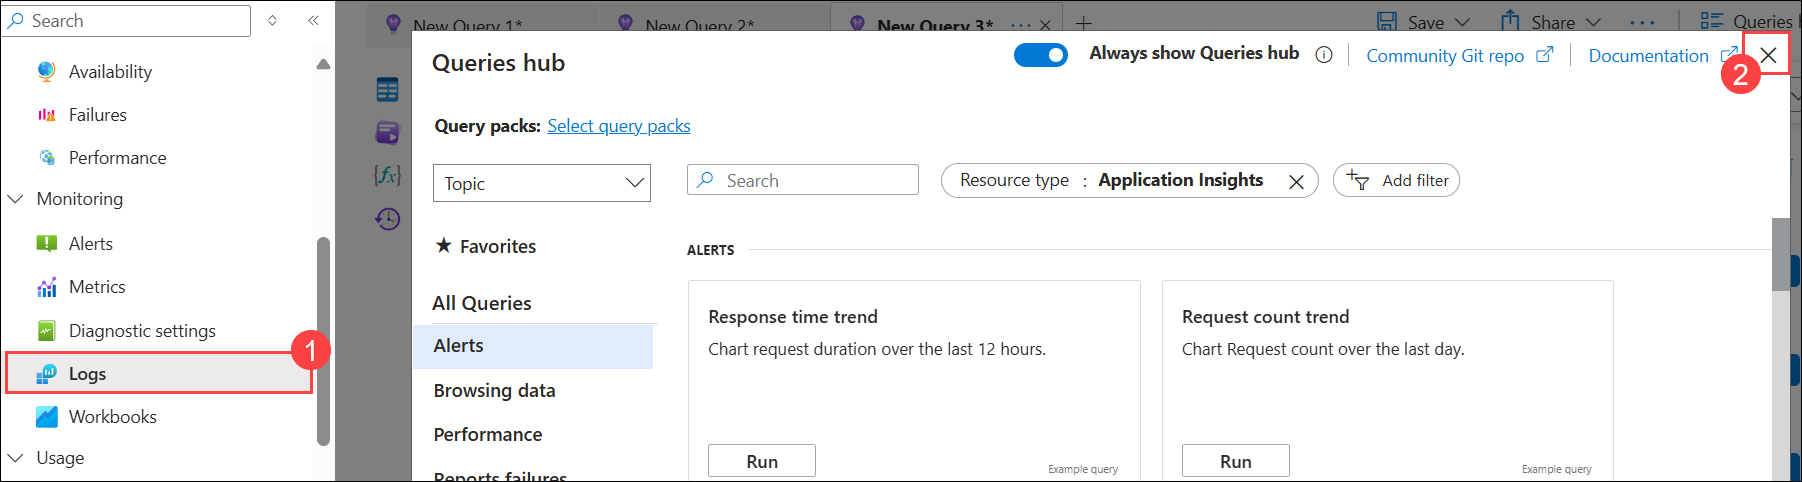 Search
Availability
Failures
Performance
Monitoring
Alerts
Metrics
Diagnostic settings
1
Logs
Workbooks
Usage
New Query 1*
New Query 2*
New Query 3*
Save
Share
Queries
Queries hub
Always show Queries hub
Community Git repo
Documentation
2
Query packs: Select query packs
Topic
Search
Resource type : Application Insights
Add filter
Favorites
All Queries
Alerts
Browsing data
Performance
Reports failures
ALERTS
Response time trend
Chart request duration over the last 12 hours.
Run
Example query
Request count trend
Chart Request count over the last day.
Run
Example query